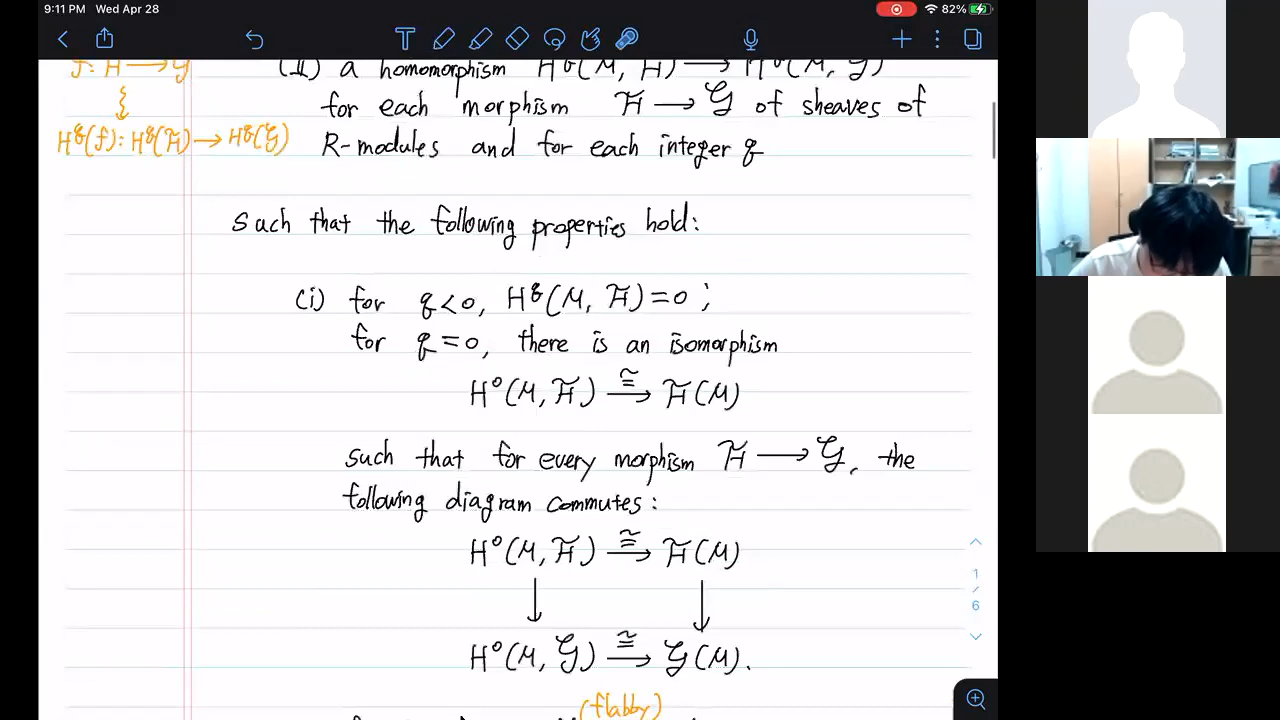 9:11 PM Wed Apr 28
82%
f: F → G
(II) a homomorphism H^q(M, F) → H^q(M, G)
for each morphism F → G of sheaves of
H^q(f): H^q(F) → H^q(G)
R-modules and for each integer q
such that the following properties hold:
(i) for q<0, H^q(M, F)=0;
for q=0, there is an isomorphism
H^0(M, F) ≅→ F(M)
such that for every morphism F → G, the
following diagram commutes:
H^0(M, F) ≅→ F(M)
↓ ↓
H^0(M, G) ≅→ G(M).
(flabby)
1
/
6